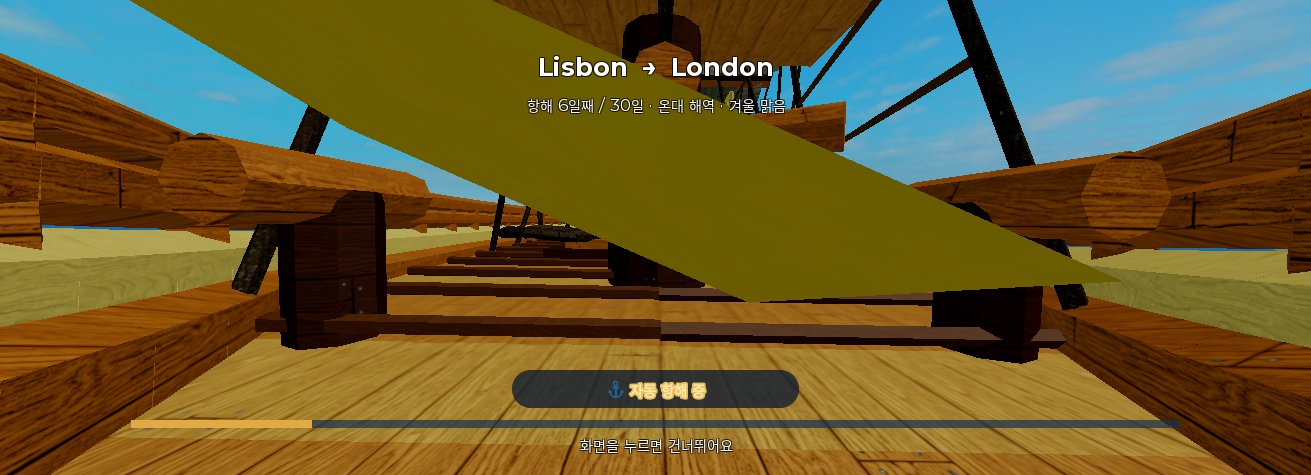 Lisbon → London
항해 6일째 / 30일 · 온대 해역 · 겨울 맑음
⚓ 자동 항해 중
화면을 누르면 건너뛰어요